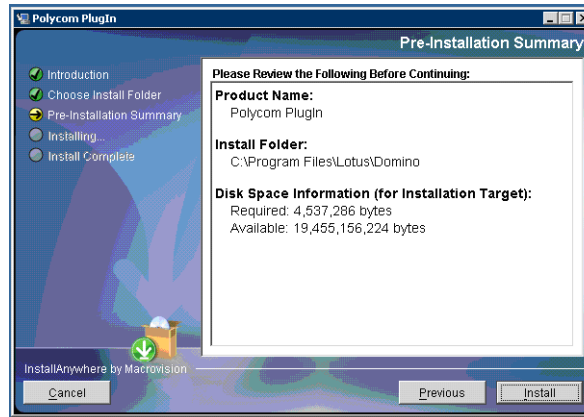 Polycom PlugIn
Pre-Installation Summary
Introduction
Choose Install Folder
Pre-Installation Summary
Installing...
Install Complete
Please Review the Following Before Continuing:
Product Name:
Polycom PlugIn
Install Folder:
C:\Program Files\Lotus\Domino
Disk Space Information (for Installation Target):
Required: 4,537,286 bytes
Available: 19,455,156,224 bytes
InstallAnywhere by Macrovision
Cancel
Previous
Install